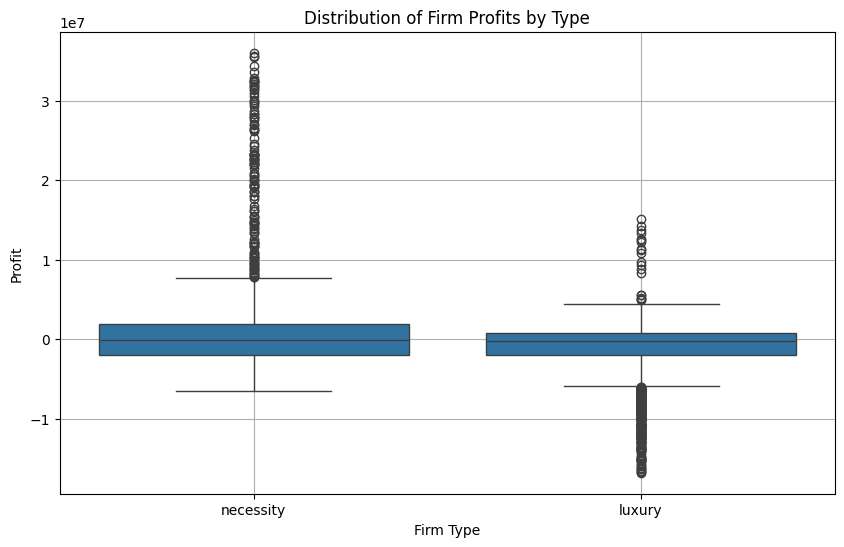 Distribution of Firm Profits by Type
1e7
3
2
1
0
−1
Profit
necessity
luxury
Firm Type